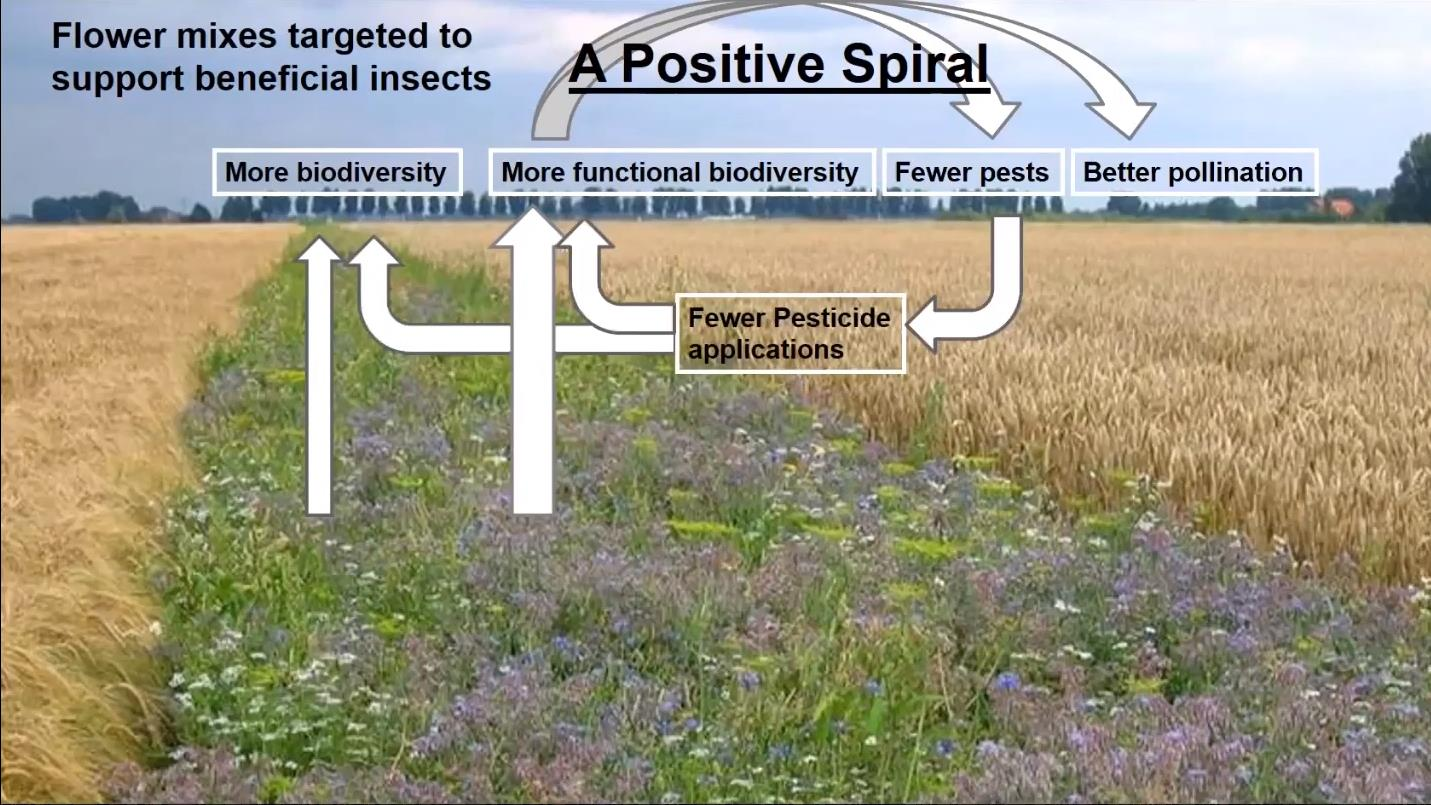 Flower mixes targeted to
support beneficial insects
A Positive Spiral
More biodiversity
More functional biodiversity
Fewer pests
Better pollination
Fewer Pesticide
applications